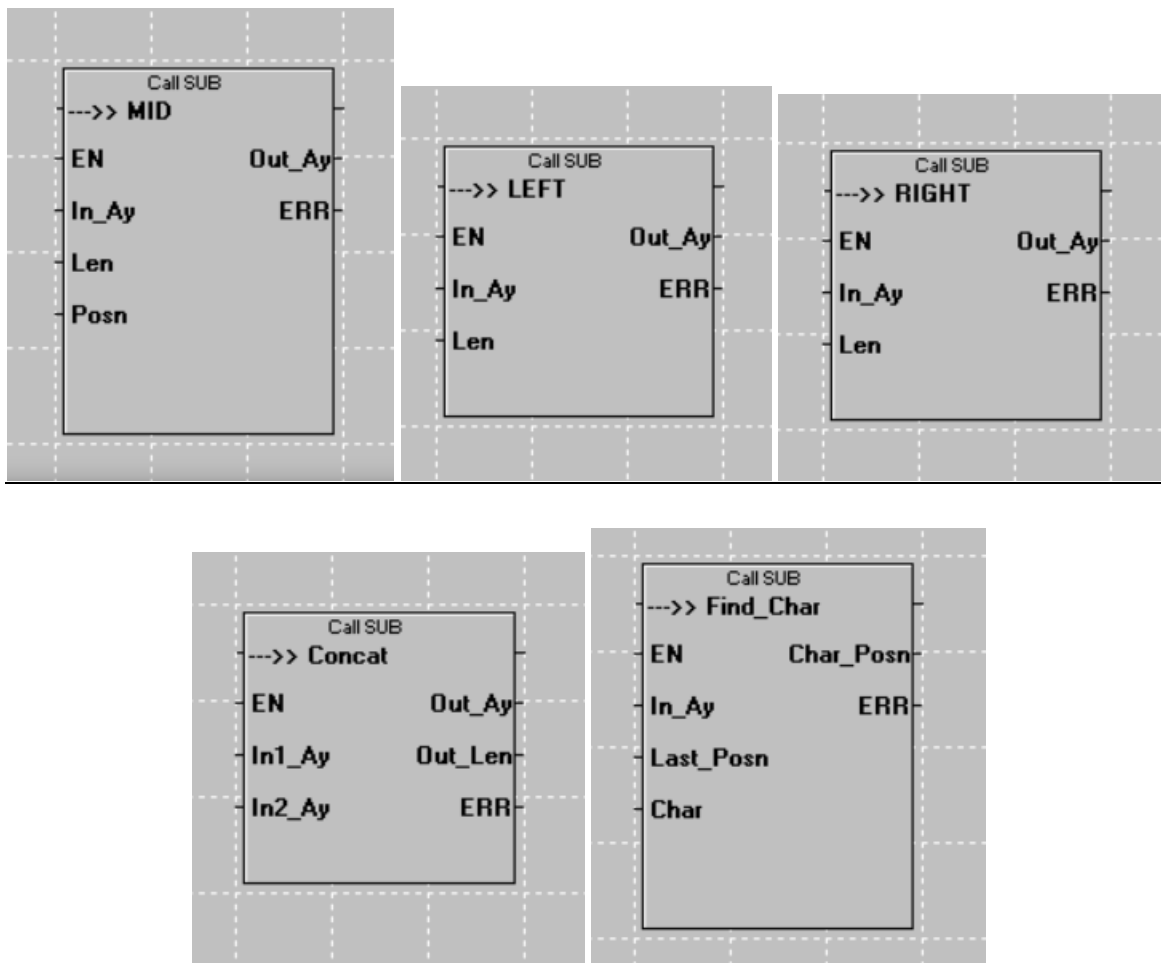 Call SUB
--->> MID
EN Out_Ay
In_Ay ERR
Len
Posn
Call SUB
--->> LEFT
EN Out_Ay
In_Ay ERR
Len
Call SUB
--->> RIGHT
EN Out_Ay
In_Ay ERR
Len
Call SUB
--->> Concat
EN Out_Ay
In1_Ay Out_Len
In2_Ay ERR
Call SUB
--->> Find_Char
EN Char_Posn
In_Ay ERR
Last_Posn
Char